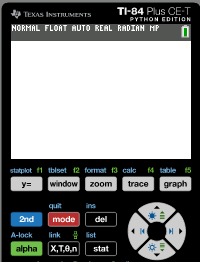 TEXAS INSTRUMENTS TI-84 Plus CE-T
PYTHON EDITION
NORMAL FLOAT AUTO REAL RADIAN MP
statplot f1 tblset f2 format f3 calc f4 table f5
y= window zoom trace graph
quit ins
2nd mode del
A-lock link list
alpha X,T,θ,n stat